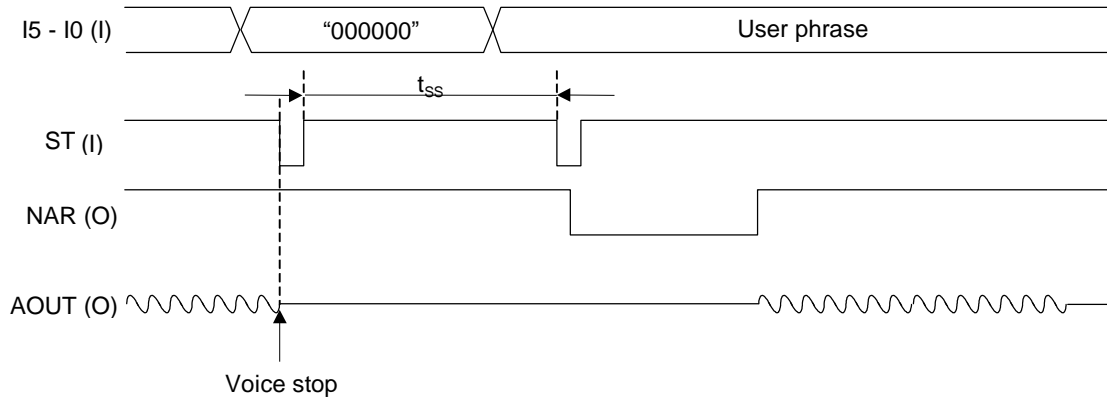 I5 - I0 (I) “000000” User phrase
tSS
ST (I)
NAR (O)
AOUT (O)
Voice stop